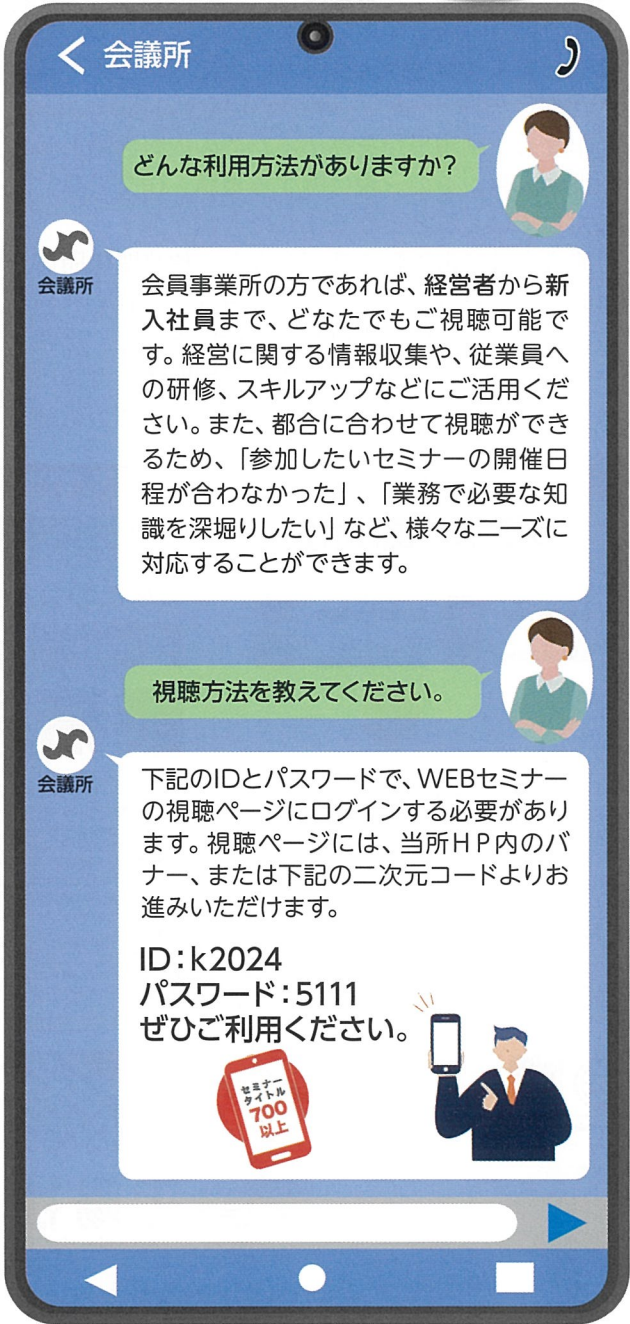 会議所
どんな利用方法がありますか?
会議所
会員事業所の方であれば、経営者から新
入社員まで、どなたでもご視聴可能で
す。経営に関する情報収集や、従業員へ
の研修、スキルアップなどにご活用くだ
さい。また、都合に合わせて視聴ができ
るため、「参加したいセミナーの開催日
程が合わなかった」、「業務で必要な知
識を深堀りしたい」など、様々なニーズに
対応することができます。
視聴方法を教えてください。
会議所
下記のIDとパスワードで、WEBセミナー
の視聴ページにログインする必要があり
ます。視聴ページには、当所HP内のバ
ナー、または下記の二次元コードよりお
進みいただけます。
ID:k2024
パスワード:5111
ぜひご利用ください。
セミナー
タイトル
700
以上